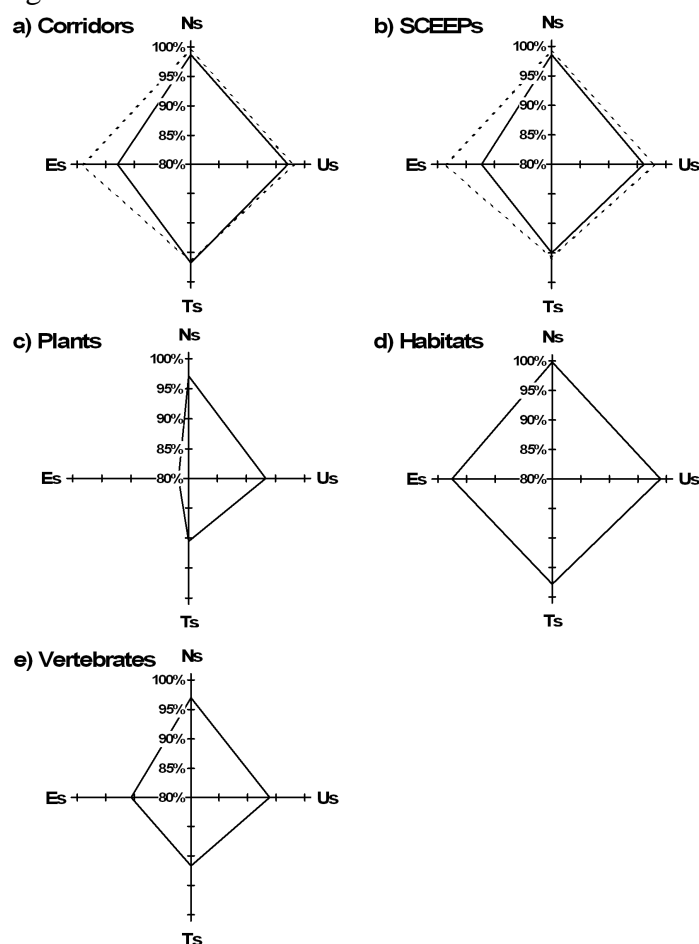 a) Corridors
Ns
100%
95%
90%
85%
80%
Es
Us
Ts
b) SCEEPs
Ns
100%
95%
90%
85%
80%
Es
Us
Ts
c) Plants
Ns
100%
95%
90%
85%
80%
Es
Us
Ts
d) Habitats
Ns
100%
95%
90%
85%
80%
Es
Us
Ts
e) Vertebrates
Ns
100%
95%
90%
85%
80%
Es
Us
Ts